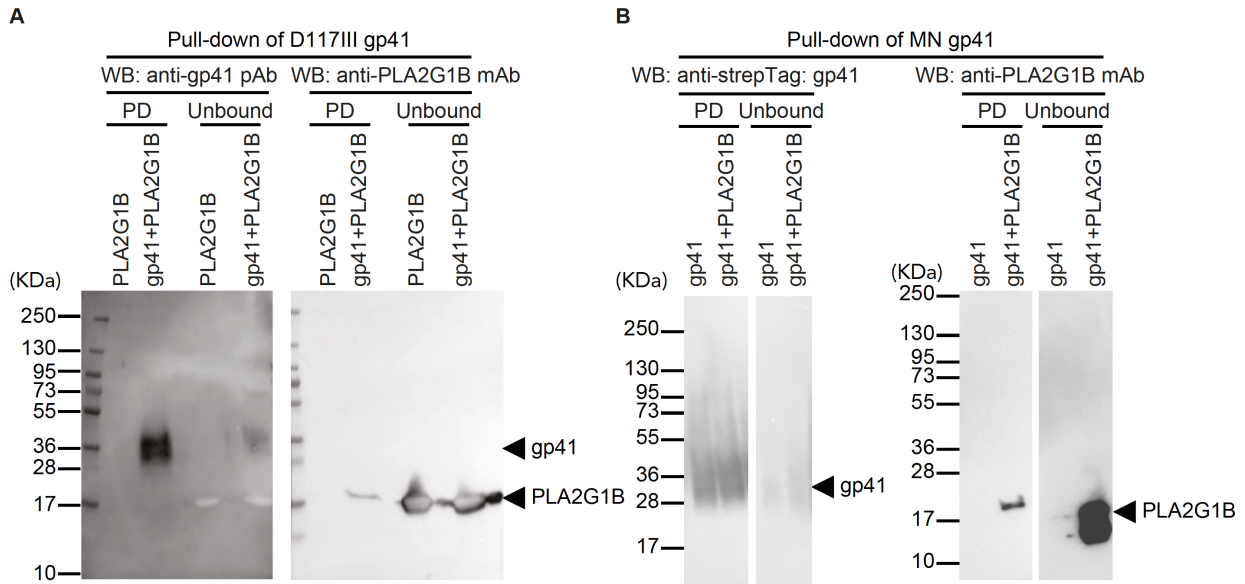 A
Pull-down of D117III gp41
WB: anti-gp41 pAb
WB: anti-PLA2G1B mAb
PD
Unbound
PD
Unbound
PLA2G1B
gp41+PLA2G1B
PLA2G1B
gp41+PLA2G1B
PLA2G1B
gp41+PLA2G1B
PLA2G1B
gp41+PLA2G1B
(KDa)
250
130
95
73
55
36
28
17
10
gp41
PLA2G1B
B
Pull-down of MN gp41
WB: anti-strepTag: gp41
WB: anti-PLA2G1B mAb
PD
Unbound
PD
Unbound
gp41
gp41+PLA2G1B
gp41
gp41+PLA2G1B
gp41
gp41+PLA2G1B
gp41
gp41+PLA2G1B
(KDa)
250
130
95
73
55
36
28
17
gp41
(KDa)
250
130
95
73
55
36
28
17
10
PLA2G1B